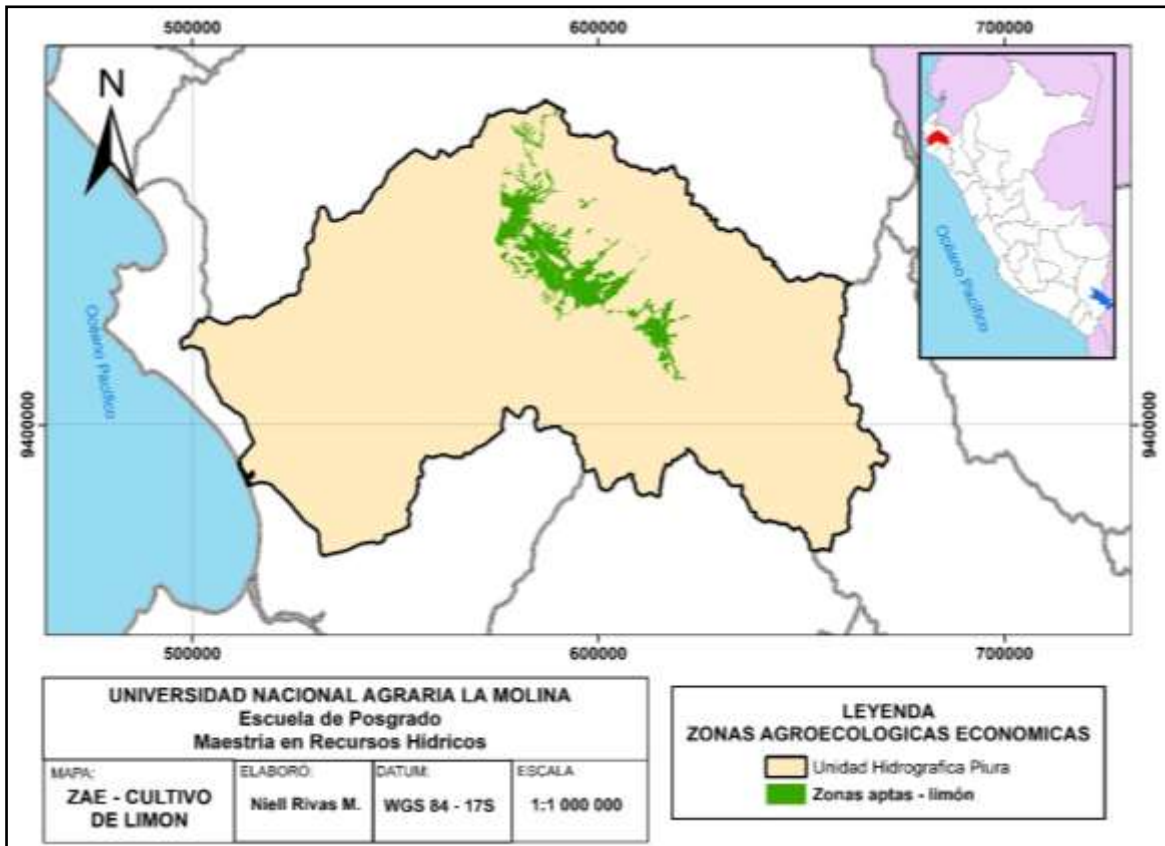 500000
600000
700000
N
Océano Pacífico
Océano Pacífico
9400000
9400000
500000
600000
700000
UNIVERSIDAD NACIONAL AGRARIA LA MOLINA
Escuela de Posgrado
Maestria en Recursos Hídricos
MAPA:
ZAE - CULTIVO
DE LIMON
ELABORO:
Niell Rivas M.
DATUM:
WGS 84 - 17S
ESCALA
1:1 000 000
LEYENDA
ZONAS AGROECOLOGICAS ECONOMICAS
Unidad Hidrografica Piura
Zonas aptas - limón